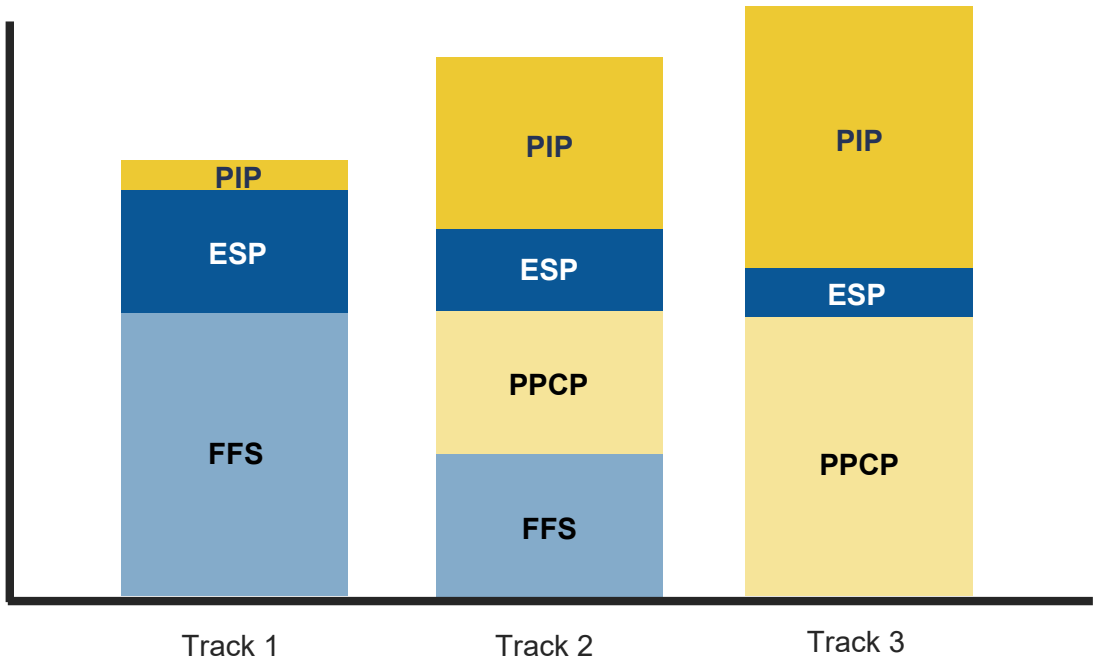 PIP
ESP
FFS
PIP
ESP
PPCP
FFS
PIP
ESP
PPCP
Track 1
Track 2
Track 3